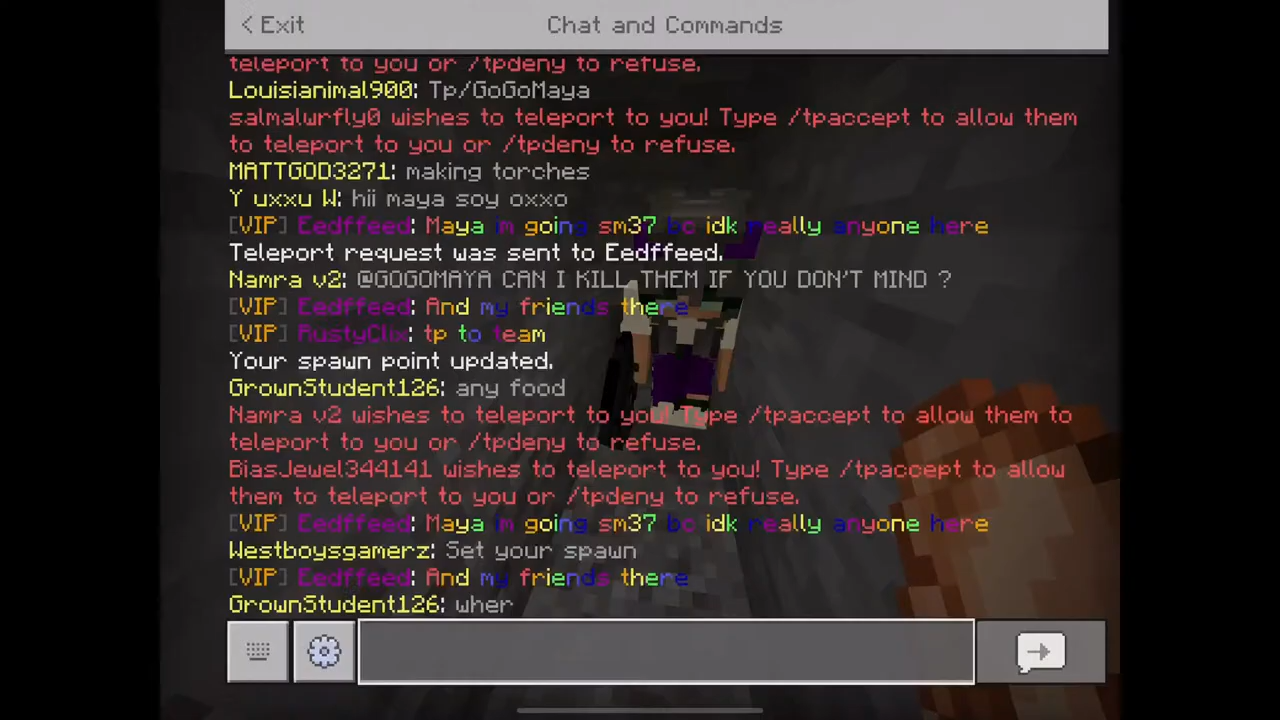 Exit
Chat and Commands
teleport to you or /tpdeny to refuse.
Louisianimal900: Tp/GoGoMaya
salmalwrfly0 wishes to teleport to you! Type /tpaccept to allow them
to teleport to you or /tpdeny to refuse.
MATTGOD3271: making torches
Y uxxu W: hii maya soy oxxo
[VIP] Eedffeed: Maya im going sm37 bc idk really anyone here
Teleport request was sent to Eedffeed.
Namra v2: @GOGOMAYA CAN I KILL THEM IF YOU DON'T MIND ?
[VIP] Eedffeed: And my friends there
[VIP] RustyClix: tp to team
Your spawn point updated.
GrownStudent126: any food
Namra v2 wishes to teleport to you! Type /tpaccept to allow them to
teleport to you or /tpdeny to refuse.
BiasJewel344141 wishes to teleport to you! Type /tpaccept to allow
them to teleport to you or /tpdeny to refuse.
[VIP] Eedffeed: Maya im going sm37 bc idk really anyone here
Westboysgamerz: Set your spawn
[VIP] Eedffeed: And my friends there
GrownStudent126: wher